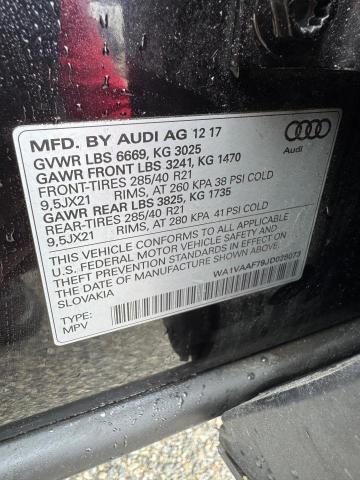 MFD. BY AUDI AG 12 17
GVWR LBS 6669, KG 3025
GAWR FRONT LBS 3241, KG 1470
FRONT-TIRES 285/40 R21
9,5JX21 RIMS, AT 260 KPA 38 PSI COLD
GAWR REAR LBS 3825, KG 1735
REAR-TIRES 285/40 R21
9,5JX21 RIMS, AT 280 KPA 41 PSI COLD
THIS VEHICLE CONFORMS TO ALL APPLICABLE
U.S. FEDERAL MOTOR VEHICLE SAFETY AND
THEFT PREVENTION STANDARDS IN EFFECT ON
THE DATE OF MANUFACTURE SHOWN ABOVE.
SLOVAKIA
WA1VAAF79JD025073
TYPE:
MPV
Audi